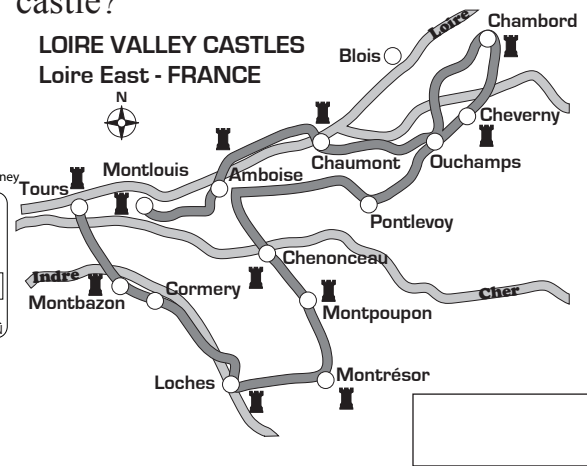 castle?
LOIRE VALLEY CASTLES
Loire East - FRANCE
N
Loire
Chambord
Blois
Cheverny
ney
Tours
Montlouis
Amboise
Chaumont
Ouchamps
Pontlevoy
Chenonceau
Indre
Cher
Montbazon
Cormery
Montpoupon
Loches
Montrésor